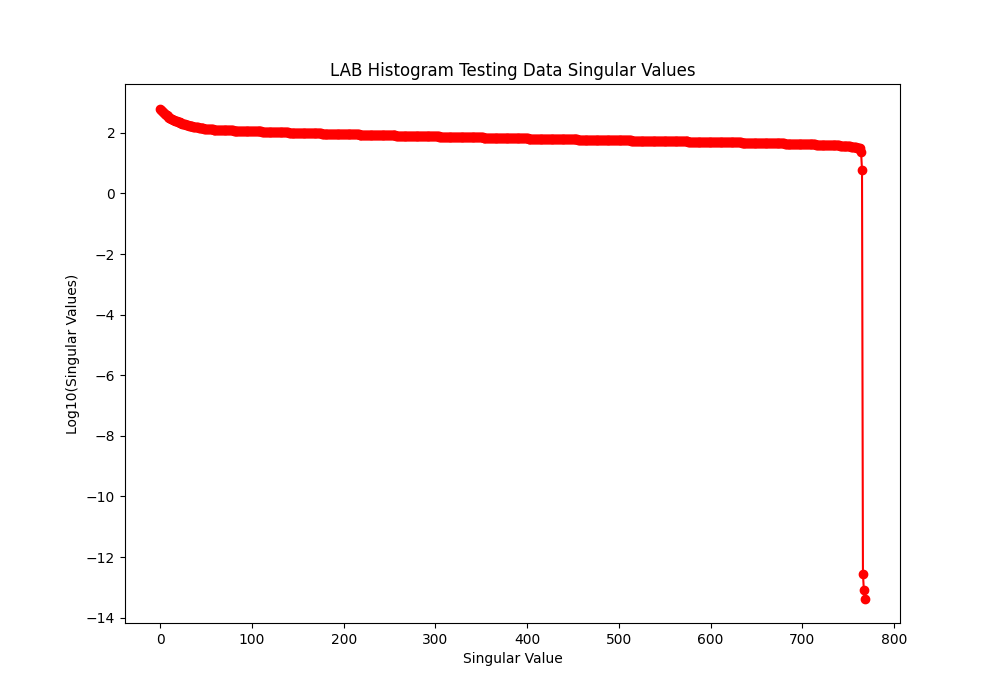 LAB Histogram Testing Data Singular Values
Log10(Singular Values)
2
0
−2
−4
−6
−8
−10
−12
−14
0 100 200 300 400 500 600 700 800
Singular Value